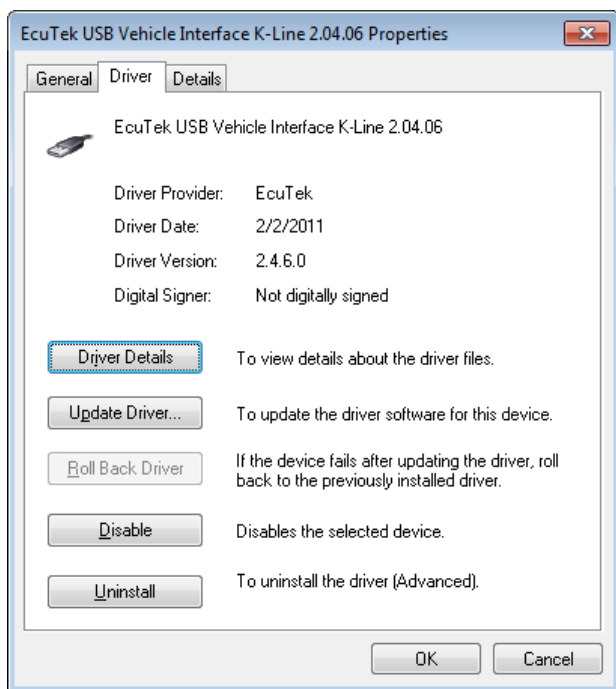 EcuTek USB Vehicle Interface K-Line 2.04.06 Properties
General Driver Details
EcuTek USB Vehicle Interface K-Line 2.04.06
Driver Provider: EcuTek
Driver Date: 2/2/2011
Driver Version: 2.4.6.0
Digital Signer: Not digitally signed
Driver Details To view details about the driver files.
Update Driver... To update the driver software for this device.
Roll Back Driver If the device fails after updating the driver, roll
back to the previously installed driver.
Disable Disables the selected device.
Uninstall To uninstall the driver (Advanced).
OK Cancel